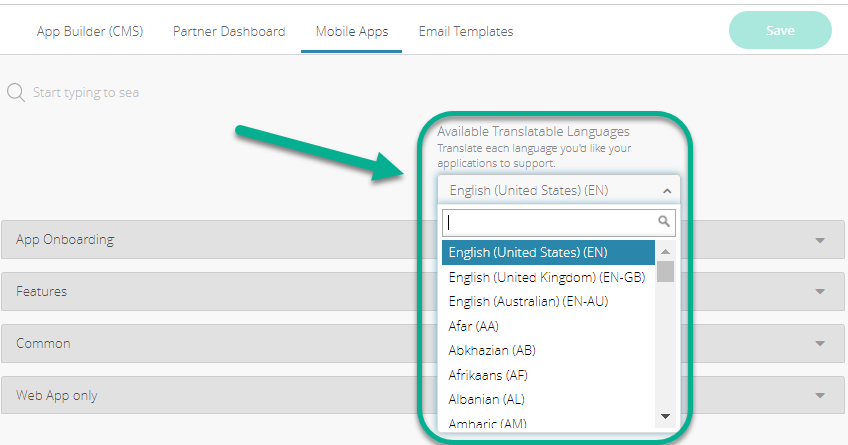 App Builder (CMS) Partner Dashboard Mobile Apps Email Templates Save
Start typing to sea
Available Translatable Languages
Translate each language you'd like your
applications to support.
English (United States) (EN)
English (United States) (EN)
English (United Kingdom) (EN-GB)
English (Australian) (EN-AU)
Afar (AA)
Abkhazian (AB)
Afrikaans (AF)
Albanian (AL)
Amharic (AM)
App Onboarding
Features
Common
Web App only